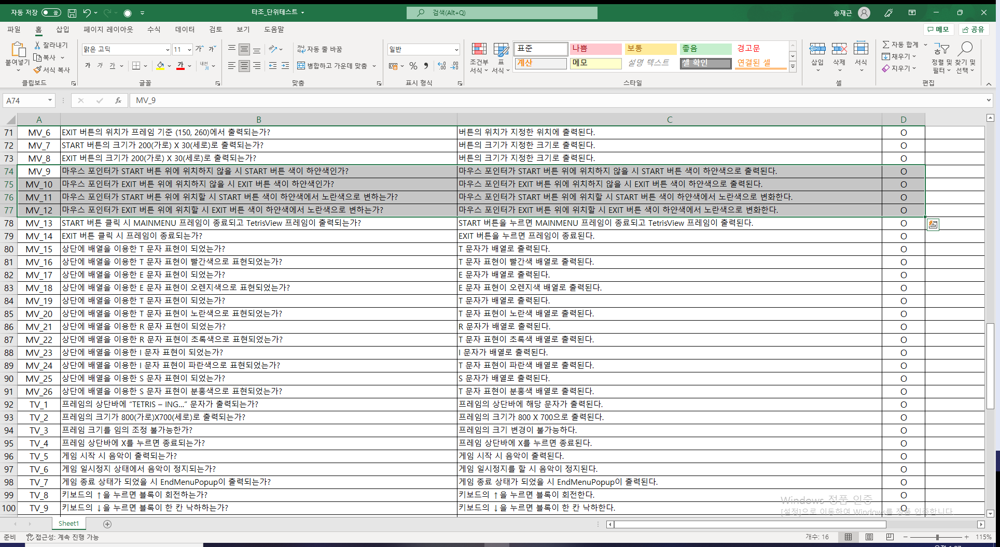 자동 저장 끔 타조_단위테스트 검색(Alt+Q) 송재근
파일 홈 삽입 페이지 레이아웃 수식 데이터 검토 보기 도움말 메모 공유
붙여넣기 잘라내기 복사 서식 복사 클립보드
맑은 고딕 11 가 가 가 가 가 가 가 내천 글꼴
자동 줄 바꿈 병합하고 가운데 맞춤 맞춤
일반 % 표시 형식
조건부 서식 표 서식 표준 나쁨 보통 좋음 경고문
계산 메모 설명 텍스트 셀 확인 연결된 셀 스타일
삽입 삭제 서식 셀
자동 합계 채우기 지우기 정렬 및 필터 찾기 및 선택 편집
A74 fx MV_9
A B C D
71 MV_6 EXIT 버튼의 위치가 프레임 기준 (150, 260)에서 출력되는가? 버튼의 위치가 지정한 위치에 출력된다. O
72 MV_7 START 버튼의 크기가 200(가로) X 30(세로)로 출력되는가? 버튼의 크기가 지정한 크기로 출력된다. O
73 MV_8 EXIT 버튼의 크기가 200(가로) X 30(세로)로 출력되는가? 버튼의 크기가 지정한 크기로 출력된다. O
74 MV_9 마우스 포인터가 START 버튼 위에 위치하지 않을 시 START 버튼 색이 하얀색인가? 마우스 포인터가 START 버튼 위에 위치하지 않을 시 START 버튼 색이 하얀색으로 출력된다. O
75 MV_10 마우스 포인터가 EXIT 버튼 위에 위치하지 않을 시 EXIT 버튼 색이 하얀색인가? 마우스 포인터가 EXIT 버튼 위에 위치하지 않을 시 EXIT 버튼 색이 하얀색으로 출력된다. O
76 MV_11 마우스 포인터가 START 버튼 위에 위치할 시 START 버튼 색이 하얀색에서 노란색으로 변하는가? 마우스 포인터가 START 버튼 위에 위치할 시 START 버튼 색이 하얀색에서 노란색으로 변화한다. O
77 MV_12 마우스 포인터가 EXIT 버튼 위에 위치할 시 EXIT 버튼 색이 하얀색에서 노란색으로 변하는가? 마우스 포인터가 EXIT 버튼 위에 위치할 시 EXIT 버튼 색이 하얀색에서 노란색으로 변화한다. O
78 MV_13 START 버튼 클릭 시 MAINMENU 프레임이 종료되고 TetrisView 프레임이 출력되는가? START 버튼을 누르면 MAINMENU 프레임이 종료되고 TetrisView 프레임이 출력된다. O
79 MV_14 EXIT 버튼 클릭 시 프레임이 종료되는가? EXIT 버튼을 누르면 프레임이 종료된다. O
80 MV_15 상단에 배열을 이용한 T 문자 표현이 되었는가? T 문자가 배열로 출력된다. O
81 MV_16 상단에 배열을 이용한 T 문자 표현이 빨간색으로 표현되었는가? T 문자 표현이 빨간색 배열로 출력된다. O
82 MV_17 상단에 배열을 이용한 E 문자 표현이 되었는가? E 문자가 배열로 출력된다. O
83 MV_18 상단에 배열을 이용한 E 문자 표현이 오렌지색으로 표현되었는가? E 문자 표현이 오렌지색 배열로 출력된다. O
84 MV_19 상단에 배열을 이용한 T 문자 표현이 되었는가? T 문자가 배열로 출력된다. O
85 MV_20 상단에 배열을 이용한 T 문자 표현이 노란색으로 표현되었는가? T 문자 표현이 노란색 배열로 출력된다. O
86 MV_21 상단에 배열을 이용한 R 문자 표현이 되었는가? R 문자가 배열로 출력된다. O
87 MV_22 상단에 배열을 이용한 R 문자 표현이 초록색으로 표현되었는가? T 문자 표현이 초록색 배열로 출력된다. O
88 MV_23 상단에 배열을 이용한 I 문자 표현이 되었는가? I 문자가 배열로 출력된다. O
89 MV_24 상단에 배열을 이용한 I 문자 표현이 파란색으로 표현되었는가? T 문자 표현이 파란색 배열로 출력된다. O
90 MV_25 상단에 배열을 이용한 S 문자 표현이 되었는가? S 문자가 배열로 출력된다. O
91 MV_26 상단에 배열을 이용한 S 문자 표현이 분홍색으로 표현되었는가? T 문자 표현이 분홍색 배열로 출력된다. O
92 TV_1 프레임의 상단바에 “TETRIS – ING…” 문자가 출력되는가? 프레임의 상단바에 해당 문자가 출력된다. O
93 TV_2 프레임의 크기가 800(가로)X700(세로)로 출력되는가? 프레임의 크기가 800 X 700으로 출력된다. O
94 TV_3 프레임 크기를 임의 조정 불가능한가? 프레임의 크기 변경이 불가능하다. O
95 TV_4 프레임 상단바에 X를 누르면 종료되는가? 프레임 상단바에 X를 누르면 종료된다. O
96 TV_5 게임 시작 시 음악이 출력되는가? 게임 시작 시 음악이 출력된다. O
97 TV_6 게임 일시정지 상태에서 음악이 정지되는가? 게임 일시정지를 할 시 음악이 정지된다. O
98 TV_7 게임 종료 상태가 되었을 시 EndMenuPopup이 출력되는가? 게임 종료 상태가 되었을 시 EndMenuPopup이 출력된다. O
99 TV_8 키보드의 ↑을 누르면 블록이 회전하는가? 키보드의 ↑을 누르면 블록이 회전한다. O
100 TV_9 키보드의 ↓을 누르면 블록이 한 칸 낙하하는가? 키보드의 ↓을 누르면 블록이 한 칸 낙하한다. O
Windows 정품 인증
[설정]으로 이동하여 Windows를 정품 인증합니다.
Sheet1
준비 접근성: 계속 진행 가능 개수: 16 115%